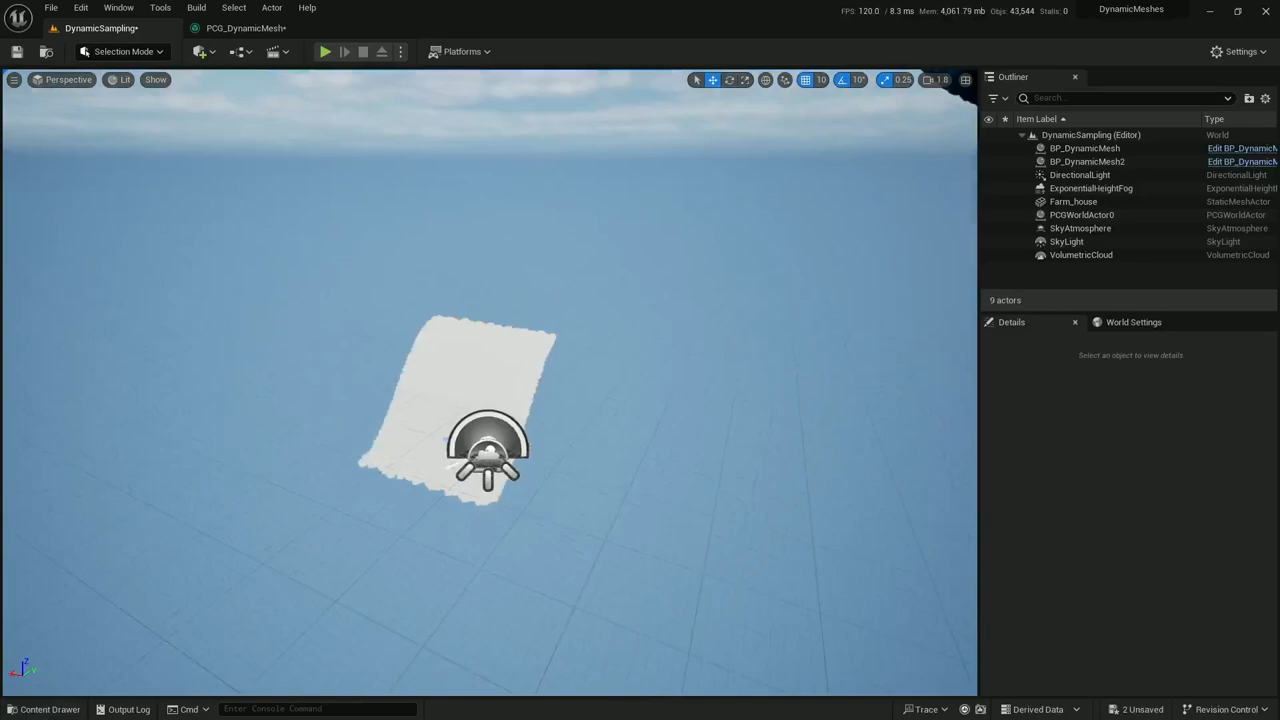 File Edit Window Tools Build Select Actor Help
FPS: 120.0 / 8.3 ms Mem: 4,061.79 mb Objs: 43,544 Stalls: 0
DynamicMeshes
DynamicSampling* PCG_DynamicMesh*
Selection Mode Platforms Settings
Perspective Lit Show 10 10° 0.25 1.8
Outliner
Search...
Item Label Type
DynamicSampling (Editor) World
BP_DynamicMesh Edit BP_DynamicM
BP_DynamicMesh2 Edit BP_DynamicM
DirectionalLight DirectionalLight
ExponentialHeightFog ExponentialHeightF
Farm_house StaticMeshActor
PCGWorldActor0 PCGWorldActor
SkyAtmosphere SkyAtmosphere
SkyLight SkyLight
VolumetricCloud VolumetricCloud
9 actors
Details World Settings
Select an object to view details
Z
Y
Content Drawer Output Log Cmd Enter Console Command Trace Derived Data 2 Unsaved Revision Control